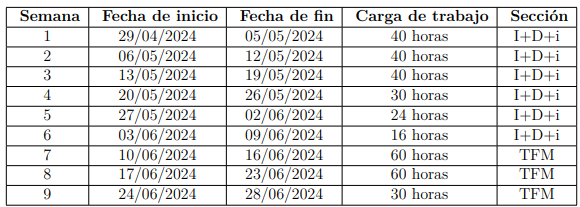 Semana Fecha de inicio Fecha de fin Carga de trabajo Sección
1 29/04/2024 05/05/2024 40 horas I+D+i
2 06/05/2024 12/05/2024 40 horas I+D+i
3 13/05/2024 19/05/2024 40 horas I+D+i
4 20/05/2024 26/05/2024 30 horas I+D+i
5 27/05/2024 02/06/2024 24 horas I+D+i
6 03/06/2024 09/06/2024 16 horas I+D+i
7 10/06/2024 16/06/2024 60 horas TFM
8 17/06/2024 23/06/2024 60 horas TFM
9 24/06/2024 28/06/2024 30 horas TFM